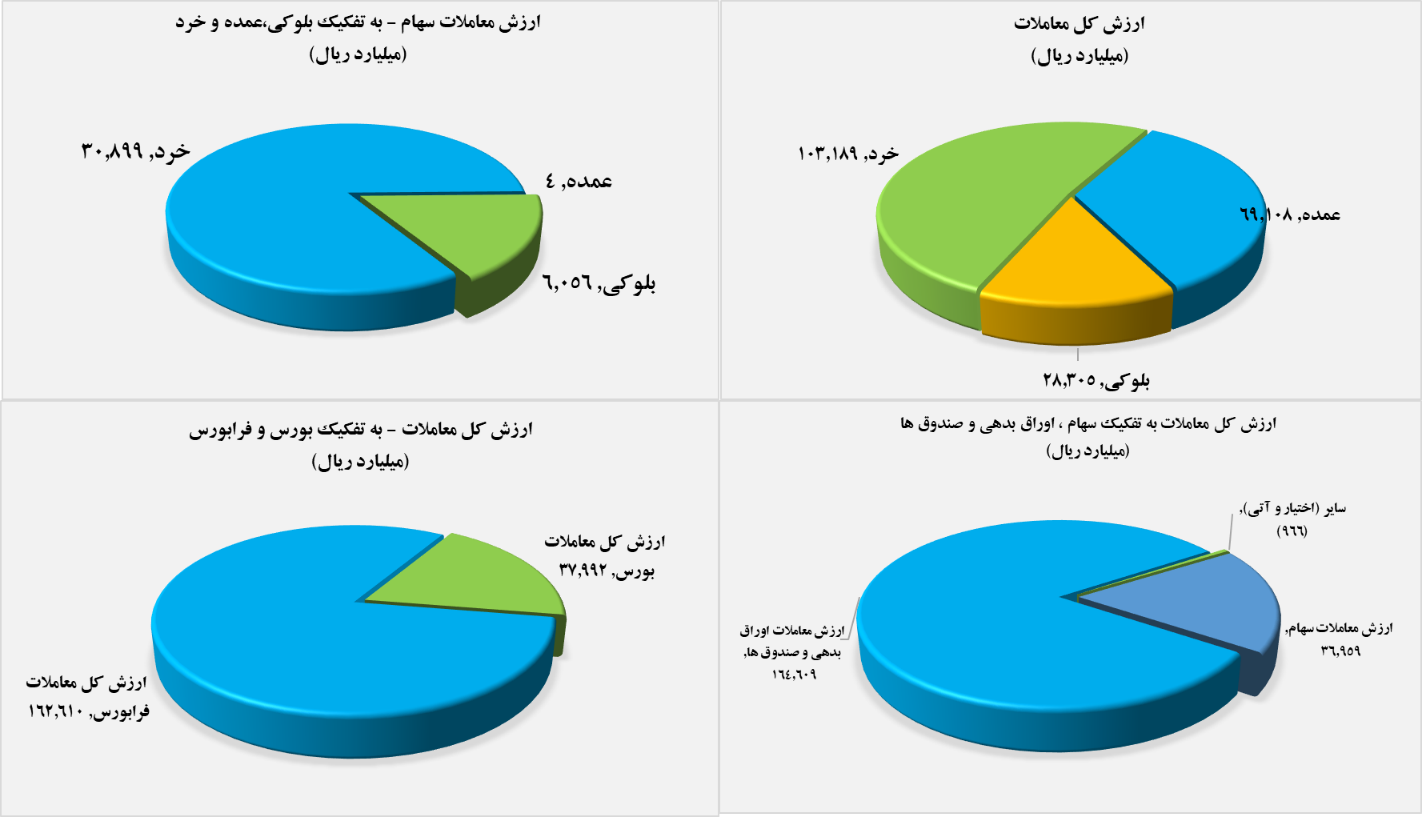 ارزش کل معاملات
(میلیارد ریال)
خرد, ۱۰۳,۱۸۹
عمده, ۶۹,۱۰۸
بلوکی, ۲۸,۳۰۵
ارزش معاملات سهام - به تفکیک بلوکی،عمده و خرد
(میلیارد ریال)
خرد, ۳۰,۸۹۹
عمده, ۴
بلوکی, ۶,۰۵۶
ارزش کل معاملات به تفکیک سهام ، اوراق بدهی و صندوق ها
(میلیارد ریال)
سایر (اختیار و آتی),
(۹۶۶)
ارزش معاملات سهام,
۳۶,۹۵۹
ارزش معاملات اوراق
بدهی و صندوق ها,
۱۶۴,۶۰۹
ارزش کل معاملات - به تفکیک بورس و فرابورس
(میلیارد ریال)
ارزش کل معاملات
بورس, ۳۷,۹۹۲
ارزش کل معاملات
فرابورس, ۱۶۲,۶۱۰